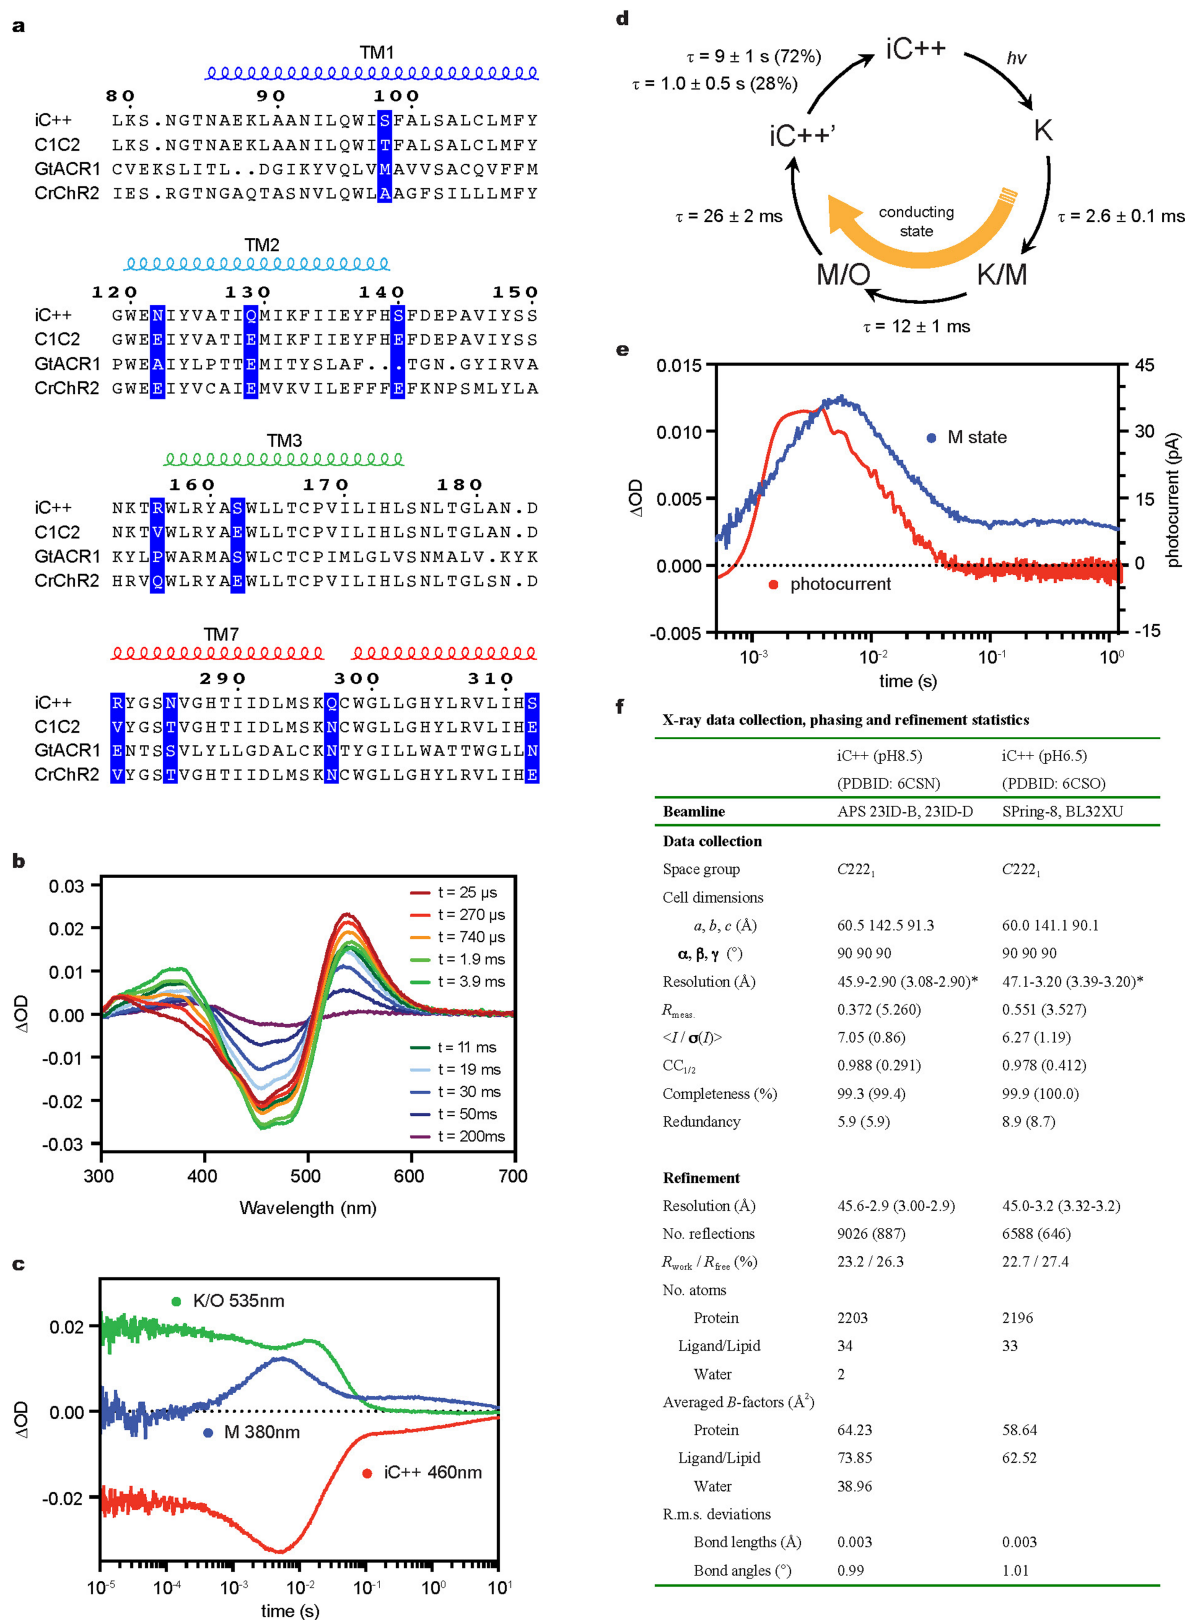 a
TM1
80 90 100
iC++ LKS.NGTNAEKLAANILQWISFALSALCLMFY
C1C2 LKS.NGTNAEKLAANILQWITFALSALCLMFY
GtACR1 CVEKSLITL..DGIKYVQLVMAVVSACQVFFM
CrChR2 IES.RGTNGAQTASNVLQWLAAGFSILLLMFY
TM2
120 130 140 150
iC++ GWENIYVATIQMIKFIIEYFHSFDEPAVIYSS
C1C2 GWEEIYVATIEMIKFIIEYFHEFDEPAVIYSS
GtACR1 PWEAIYLPTTEMITYSLAF...​.TGN.GYIRVA
CrChR2 GWEEIYVCAIEMVKVILEFFFEFKNPSMLYLA
TM3
160 170 180
iC++ NKTRWLRYASWLLTCPVILIHLSNLTGLAN.D
C1C2 NKTVWLRYAEWLLTCPVILIHLSNLTGLAN.D
GtACR1 KYLPWARMASWLCTCPIMLGLVSNMALV.KYK
CrChR2 HRVQWLRYAEWLLTCPVILIHLSNLTGLSN.D
TM7
290 300 310
iC++ RYGSNVGHTIIDLMSKQCWGLLGHYLRVLIHS
C1C2 VYGSTVGHTIIDLMSKNCWGLLGHYLRVLIHE
GtACR1 ENTSSVLYLLGDALCKNTYGILLWATTWGLLN
CrChR2 VYGSTVGHTIIDLMSKNCWGLLGHYLRVLIHE
b
0.03
0.02
0.01
0.00
-0.01
-0.02
-0.03
ΔOD
t = 25 µs
t = 270 µs
t = 740 µs
t = 1.9 ms
t = 3.9 ms
t = 11 ms
t = 19 ms
t = 30 ms
t = 50ms
t = 200ms
300 400 500 600 700
Wavelength (nm)
c
0.02
0.00
-0.02
ΔOD
K/O 535nm
M 380nm
iC++ 460nm
10⁻⁵ 10⁻⁴ 10⁻³ 10⁻² 10⁻¹ 10⁰ 10¹
time (s)
d
iC++
hν
K
τ = 2.6 ± 0.1 ms
K/M
τ = 12 ± 1 ms
M/O
τ = 26 ± 2 ms
iC++’
τ = 9 ± 1 s (72%)
τ = 1.0 ± 0.5 s (28%)
conducting
state
e
0.015
0.010
0.005
0.000
-0.005
ΔOD
M state
photocurrent
45
30
15
0
-15
photocurrent (pA)
10⁻³ 10⁻² 10⁻¹ 10⁰
time (s)
f
X-ray data collection, phasing and refinement statistics
iC++ (pH8.5) iC++ (pH6.5)
(PDBID: 6CSN) (PDBID: 6CSO)
Beamline APS 23ID-B, 23ID-D SPring-8, BL32XU
Data collection
Space group C222₁ C222₁
Cell dimensions
a, b, c (Å) 60.5 142.5 91.3 60.0 141.1 90.1
α, β, γ (°) 90 90 90 90 90 90
Resolution (Å) 45.9-2.90 (3.08-2.90)* 47.1-3.20 (3.39-3.20)*
Rmeas. 0.372 (5.260) 0.551 (3.527)
<I / σ(I)> 7.05 (0.86) 6.27 (1.19)
CC1/2 0.988 (0.291) 0.978 (0.412)
Completeness (%) 99.3 (99.4) 99.9 (100.0)
Redundancy 5.9 (5.9) 8.9 (8.7)
Refinement
Resolution (Å) 45.6-2.9 (3.00-2.9) 45.0-3.2 (3.32-3.2)
No. reflections 9026 (887) 6588 (646)
Rwork / Rfree (%) 23.2 / 26.3 22.7 / 27.4
No. atoms
Protein 2203 2196
Ligand/Lipid 34 33
Water 2
Averaged B-factors (Å²)
Protein 64.23 58.64
Ligand/Lipid 73.85 62.52
Water 38.96
R.m.s. deviations
Bond lengths (Å) 0.003 0.003
Bond angles (°) 0.99 1.01